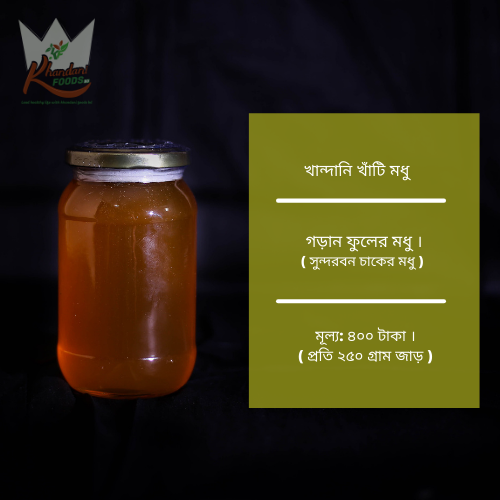 Khandani
FOODS
খান্দানি খাঁটি মধু
গড়ান ফুলের মধু ।
( সুন্দরবন চাকের মধু )
মূল্য: ৪০০ টাকা ।
( প্রতি ২৫০ গ্রাম জাড় )